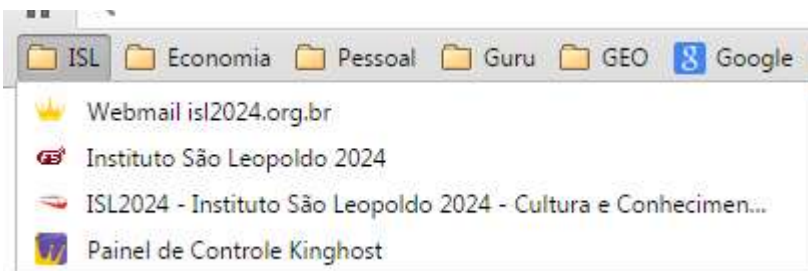 ISL Economia Pessoal Guru GEO Google
Webmail isl2024.org.br
Instituto São Leopoldo 2024
ISL2024 - Instituto São Leopoldo 2024 - Cultura e Conhecimen...
Painel de Controle Kinghost